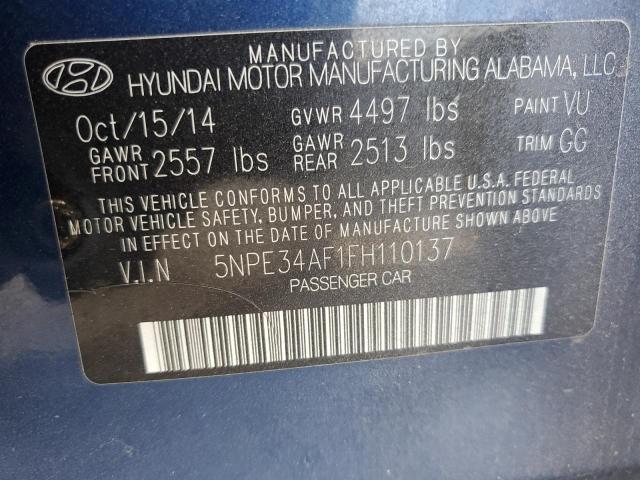 MANUFACTURED BY
HYUNDAI MOTOR MANUFACTURING ALABAMA, LLC
Oct/15/14 GVWR 4497 lbs PAINT VU
GAWR FRONT 2557 lbs GAWR REAR 2513 lbs TRIM GG
THIS VEHICLE CONFORMS TO ALL APPLICABLE U.S.A. FEDERAL
MOTOR VEHICLE SAFETY, BUMPER, AND THEFT PREVENTION STANDARDS
IN EFFECT ON THE DATE OF MANUFACTURE SHOWN ABOVE
V.I.N 5NPE34AF1FH110137
PASSENGER CAR